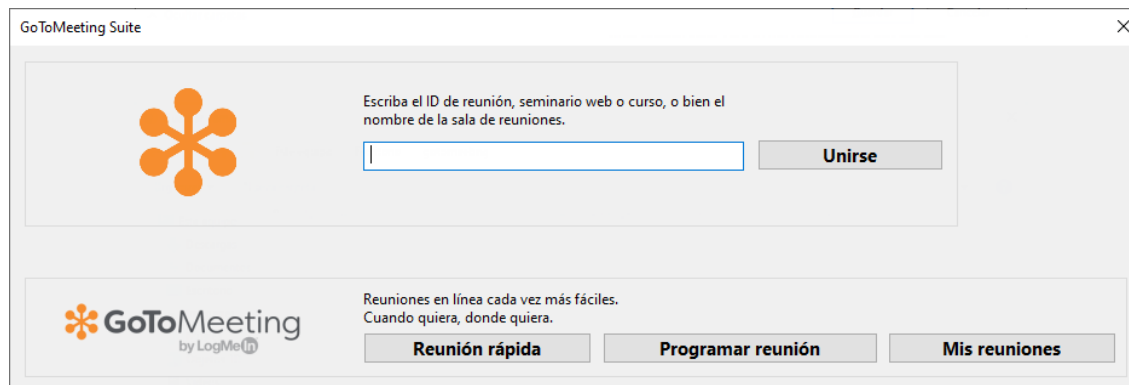 GoToMeeting Suite
Escriba el ID de reunión, seminario web o curso, o bien el
nombre de la sala de reuniones.
Unirse
GoToMeeting
by LogMeIn
Reuniones en línea cada vez más fáciles.
Cuando quiera, donde quiera.
Reunión rápida
Programar reunión
Mis reuniones